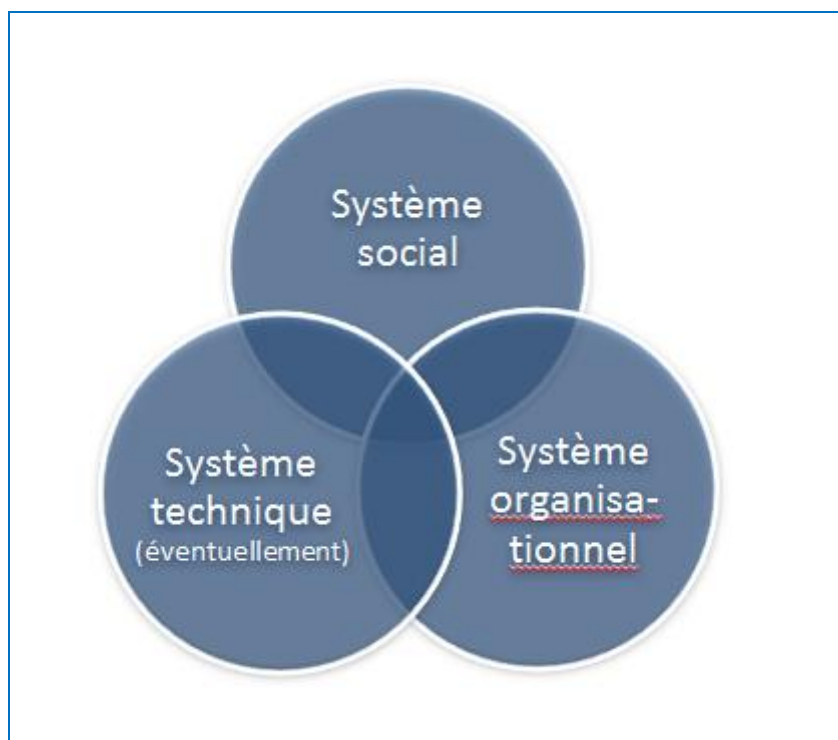 Système
social
Système
technique
(éventuellement)
Système
organisa-
tionnel